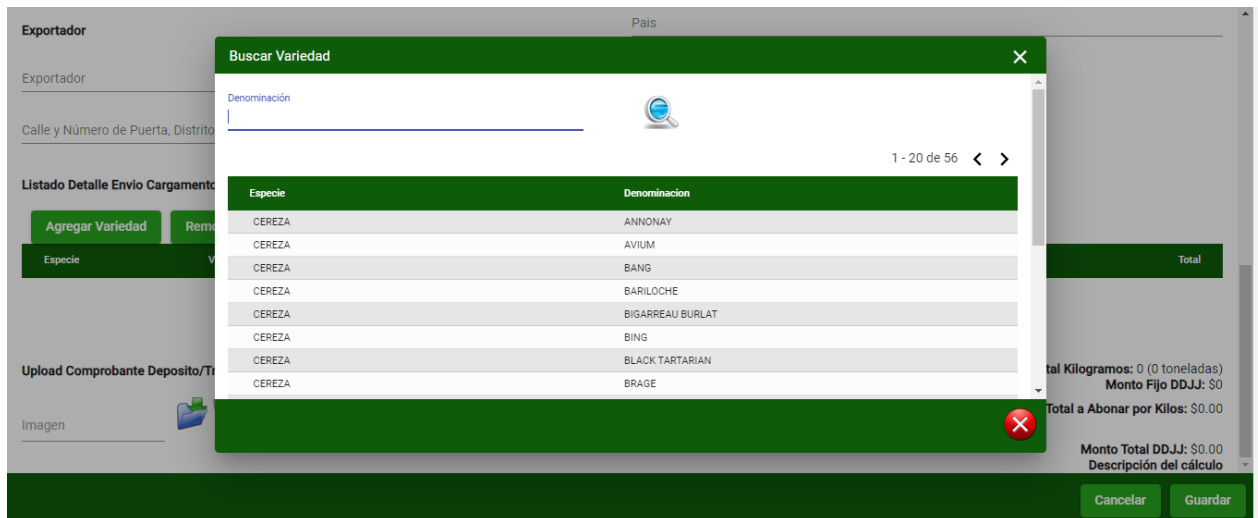 Exportador
Pais
Buscar Variedad
Exportador
Denominación
Calle y Número de Puerta, Distrito
1 - 20 de 56
Listado Detalle Envio Cargamento
Especie Denominacion
Agregar Variedad
CEREZA ANNONAY
CEREZA AVIUM
Especie
Total
CEREZA BANG
CEREZA BARILOCHE
CEREZA BIGARREAU BURLAT
CEREZA BING
CEREZA BLACK TARTARIAN
CEREZA BRAGE
Upload Comprobante Deposito/Tr
tal Kilogramos: 0 (0 toneladas)
Monto Fijo DDJJ: $0
Total a Abonar por Kilos: $0.00
Imagen
Monto Total DDJJ: $0.00
Descripción del cálculo
Cancelar
Guardar